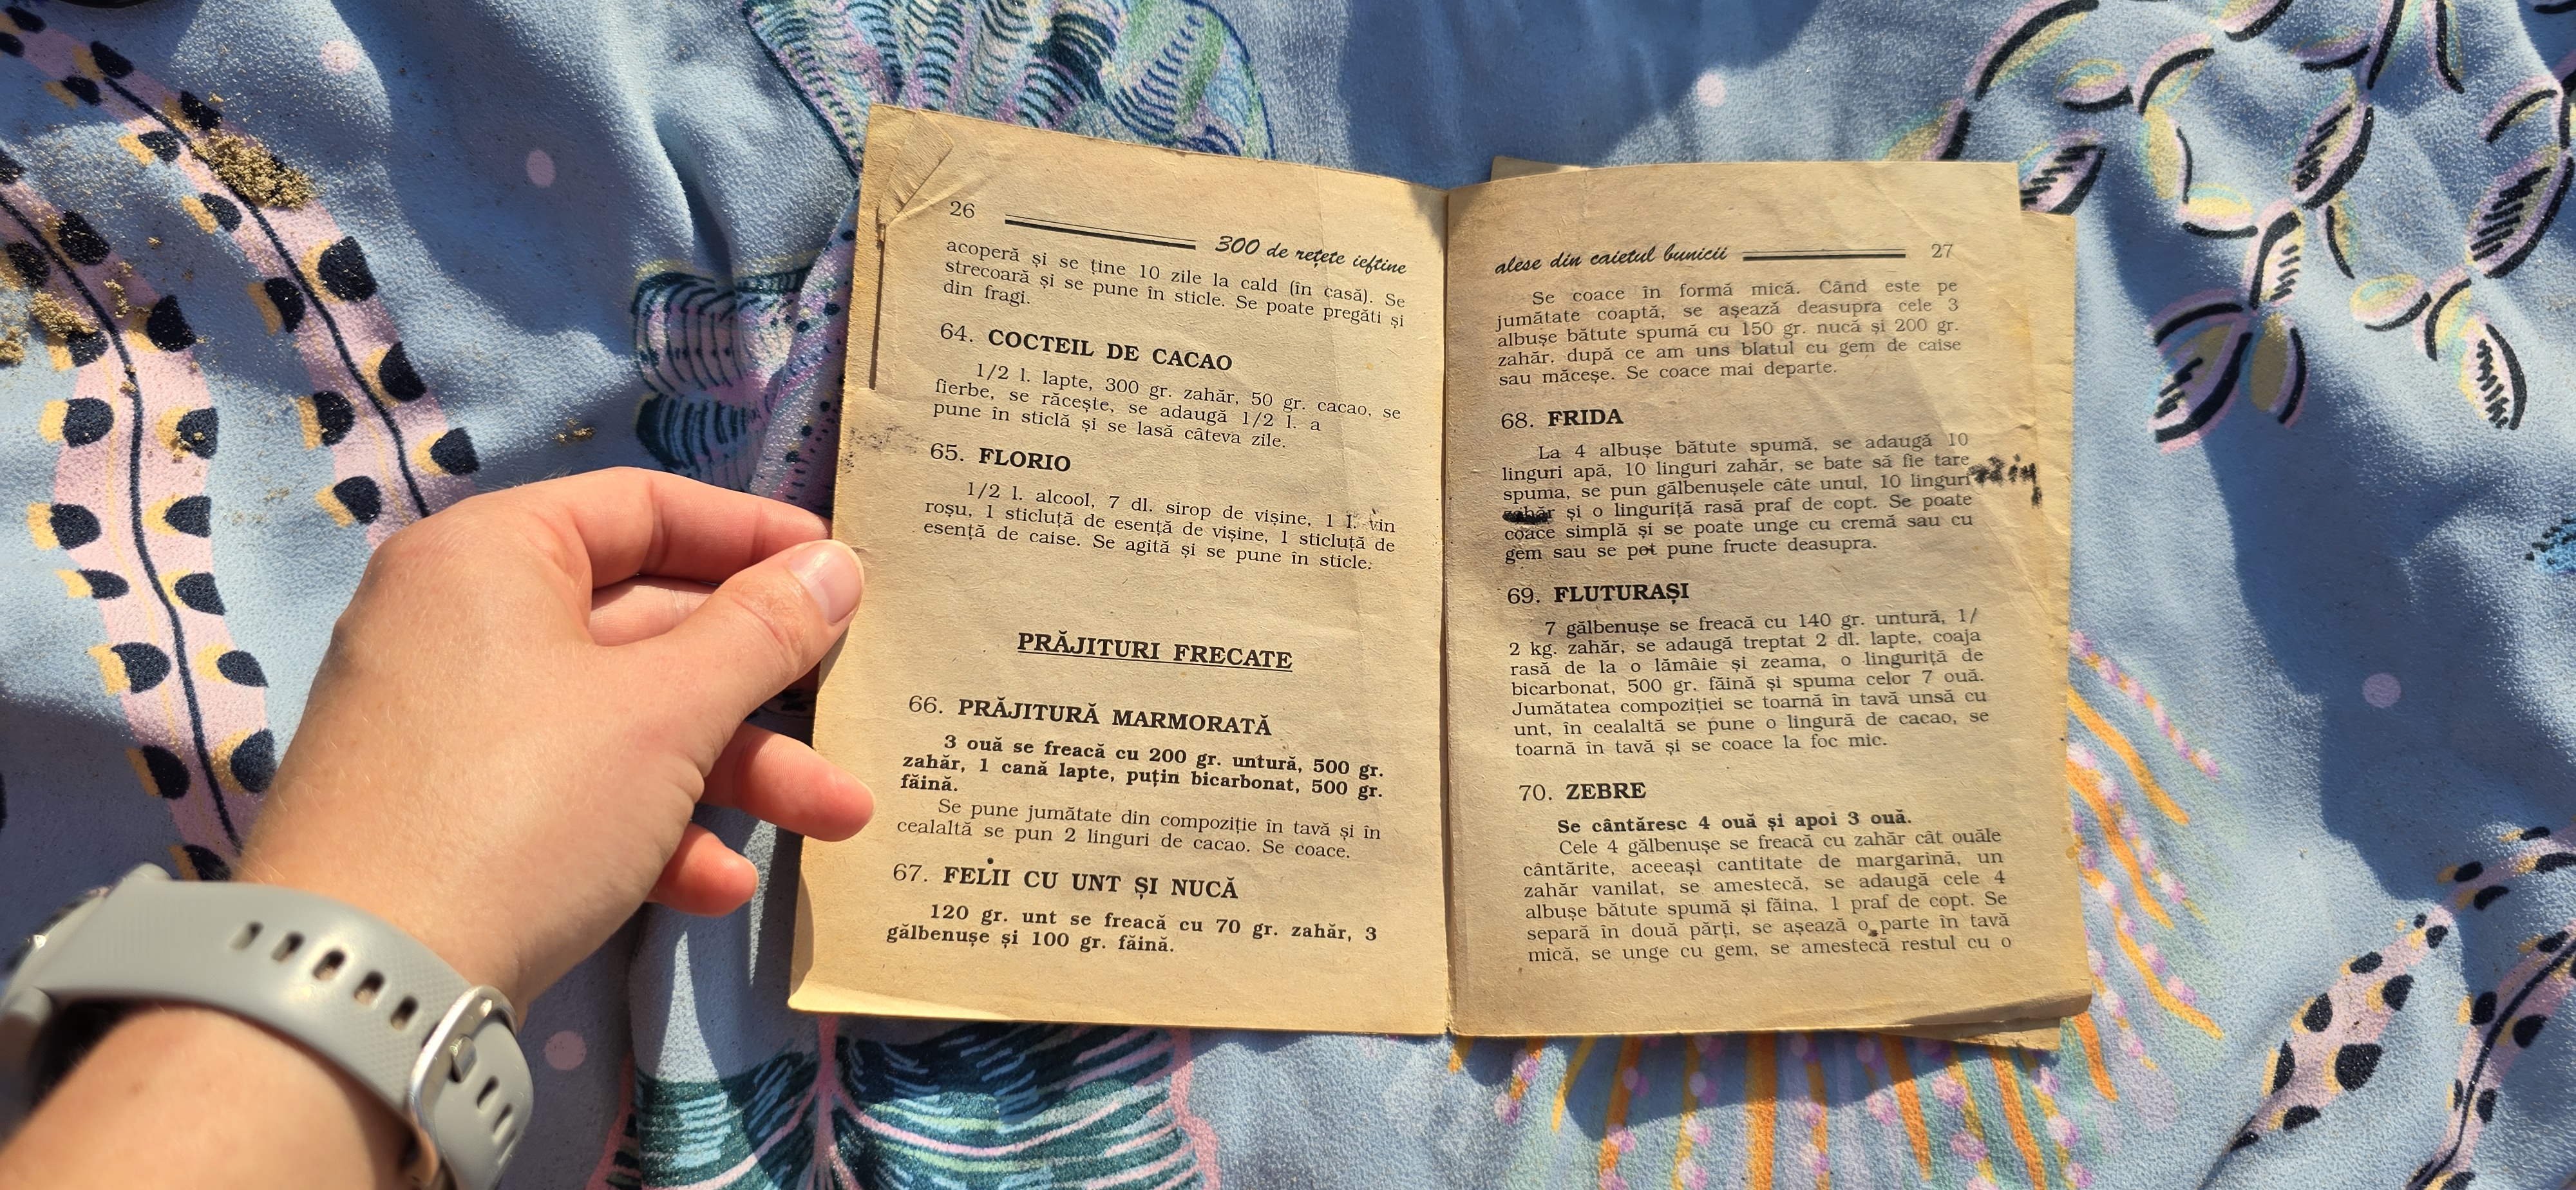 26
300 de rețete ieftine
acoperă și se ține 10 zile la cald (în casă). Se
strecoară și se pune în sticle. Se poate pregăti și
din fragi.
64. COCTEIL DE CACAO
1/2 l. lapte, 300 gr. zahăr, 50 gr. cacao, se
fierbe, se răcește, se adaugă 1/2 l. a
pune în sticlă și se lasă câteva zile.
65. FLORIO
1/2 l. alcool, 7 dl. sirop de vișine, 1 l. vin
roșu, 1 sticluță de esență de vișine, 1 sticluță de
esență de caise. Se agită și se pune în sticle.
PRĂJITURI FRECATE
66. PRĂJITURĂ MARMORATĂ
3 ouă se freacă cu 200 gr. untură, 500 gr.
zahăr, 1 cană lapte, puțin bicarbonat, 500 gr.
făină.
Se pune jumătate din compoziție în tavă și în
cealaltă se pun 2 linguri de cacao. Se coace.
67. FELII CU UNT ȘI NUCĂ
120 gr. unt se freacă cu 70 gr. zahăr, 3
gălbenușe și 100 gr. făină.
alese din caietul bunicii
27
Se coace în formă mică. Când este pe
jumătate coaptă, se așează deasupra cele 3
albușe bătute spumă cu 150 gr. nucă și 200 gr.
zahăr, după ce am uns blatul cu gem de caise
sau măceșe. Se coace mai departe.
68. FRIDA
La 4 albușe bătute spumă, se adaugă 10
linguri apă, 10 linguri zahăr, se bate să fie tare
spuma, se pun gălbenușele câte unul, 10 linguri
zahăr și o linguriță rasă praf de copt. Se poate
coace simplă și se poate unge cu cremă sau cu
gem sau se pot pune fructe deasupra.
69. FLUTURAȘI
7 gălbenușe se freacă cu 140 gr. untură, 1/
2 kg. zahăr, se adaugă treptat 2 dl. lapte, coaja
rasă de la o lămâie și zeama, o linguriță de
bicarbonat, 500 gr. făină și spuma celor 7 ouă.
Jumătatea compoziției se toarnă în tavă unsă cu
unt, în cealaltă se pune o lingură de cacao, se
toarnă în tavă și se coace la foc mic.
70. ZEBRE
Se cântăresc 4 ouă și apoi 3 ouă.
Cele 4 gălbenușe se freacă cu zahăr cât ouăle
cântărite, aceeași cantitate de margarină, un
zahăr vanilat, se amestecă, se adaugă cele 4
albușe bătute spumă și făina, 1 praf de copt. Se
separă în două părți, se așează o parte în tavă
mică, se unge cu gem, se amestecă restul cu o